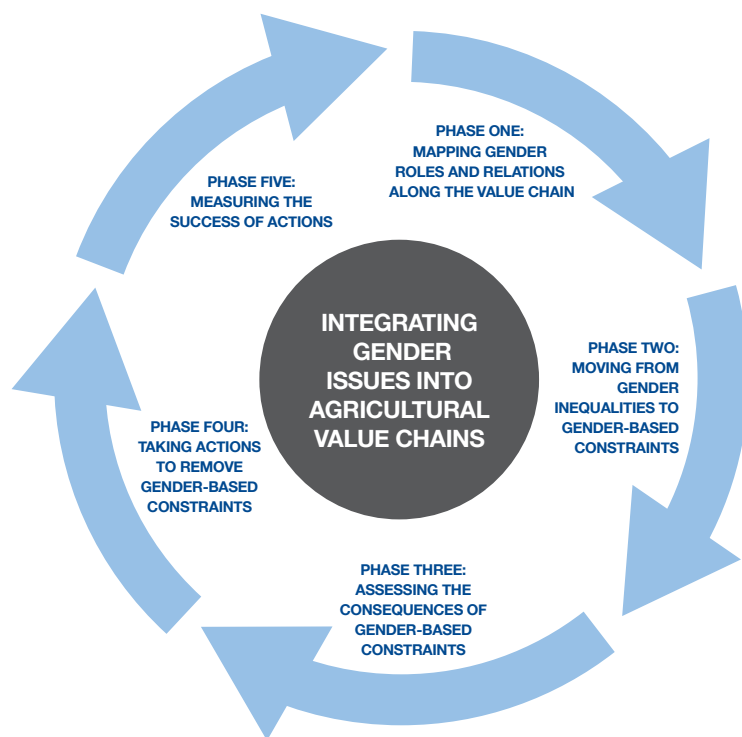 PHASE ONE:
MAPPING GENDER
ROLES AND RELATIONS
ALONG THE VALUE CHAIN
PHASE FIVE:
MEASURING THE
SUCCESS OF ACTIONS
INTEGRATING
GENDER
ISSUES INTO
AGRICULTURAL
VALUE CHAINS
PHASE TWO:
MOVING FROM
GENDER
INEQUALITIES TO
GENDER-BASED
CONSTRAINTS
PHASE FOUR:
TAKING ACTIONS
TO REMOVE
GENDER-BASED
CONSTRAINTS
PHASE THREE:
ASSESSING THE
CONSEQUENCES OF
GENDER-BASED
CONSTRAINTS